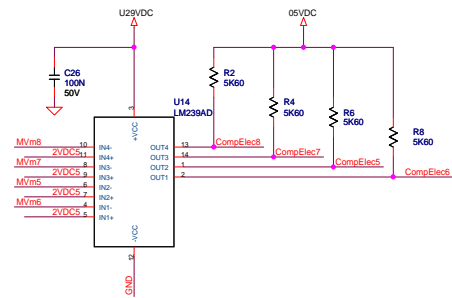 U29VDC
05VDC
C26
100N
50V
R2
5K60
R4
5K60
R6
5K60
R8
5K60
U14
LM239AD
3
+VCC
MVm8
10
IN4-
OUT4
13
CompElec8
2VDC5
11
IN4+
OUT3
14
CompElec7
MVm7
8
IN3-
OUT2
1
CompElec5
2VDC5
9
IN3+
OUT1
2
CompElec6
MVm5
6
IN2-
2VDC5
7
IN2+
MVm6
4
IN1-
2VDC5
5
IN1+
-VCC
12
GND